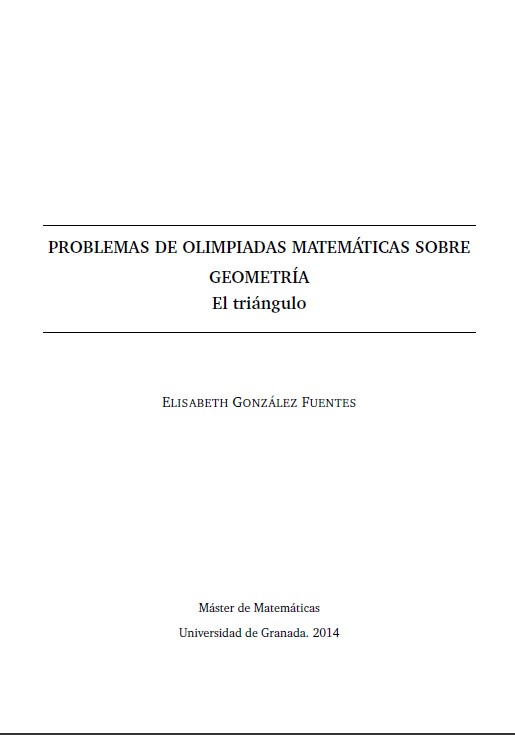 PROBLEMAS DE OLIMPIADAS MATEMÁTICAS SOBRE
GEOMETRÍA
El triángulo
ELISABETH GONZÁLEZ FUENTES
Máster de Matemáticas
Universidad de Granada. 2014